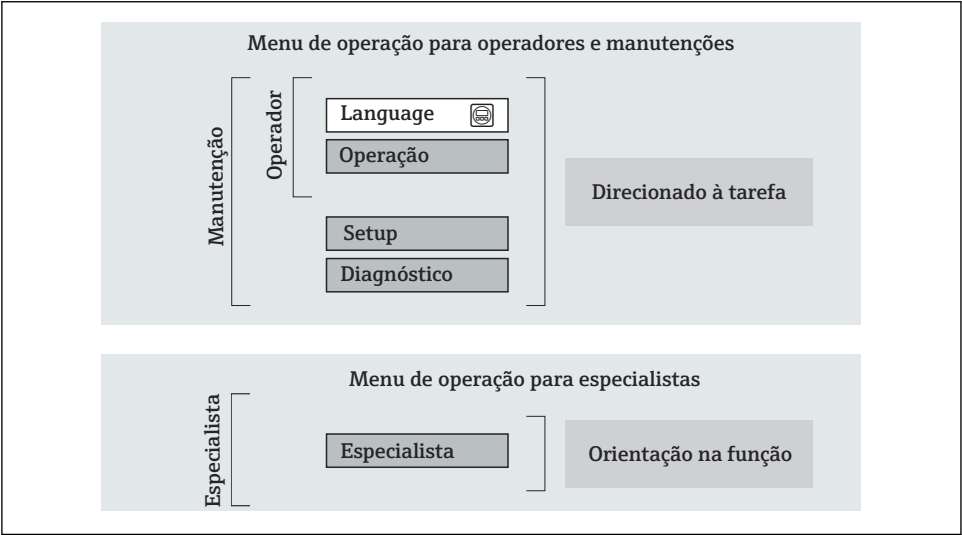 Menu de operação para operadores e manutenções
Manutenção
Operador
Language
Operação
Setup
Diagnóstico
Direcionado à tarefa
Menu de operação para especialistas
Especialista
Especialista
Orientação na função